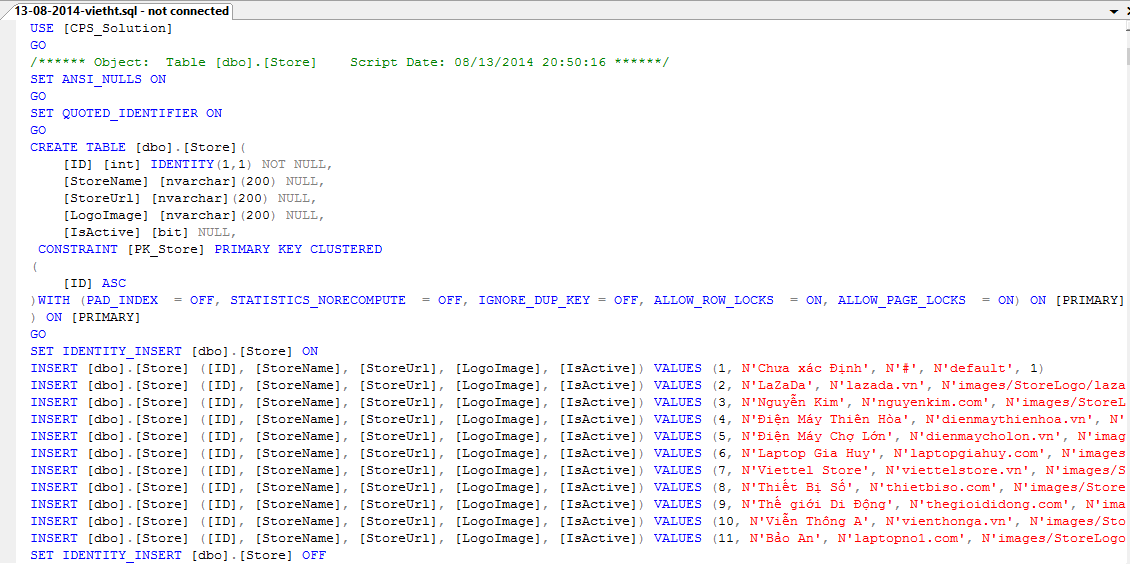 13-08-2014-vietht.sql - not connected
USE [CPS_Solution]
GO
/****** Object:  Table [dbo].[Store]    Script Date: 08/13/2014 20:50:16 ******/
SET ANSI_NULLS ON
GO
SET QUOTED_IDENTIFIER ON
GO
CREATE TABLE [dbo].[Store](
    [ID] [int] IDENTITY(1,1) NOT NULL,
    [StoreName] [nvarchar](200) NULL,
    [StoreUrl] [nvarchar](200) NULL,
    [LogoImage] [nvarchar](200) NULL,
    [IsActive] [bit] NULL,
 CONSTRAINT [PK_Store] PRIMARY KEY CLUSTERED
(
    [ID] ASC
)WITH (PAD_INDEX  = OFF, STATISTICS_NORECOMPUTE  = OFF, IGNORE_DUP_KEY = OFF, ALLOW_ROW_LOCKS  = ON, ALLOW_PAGE_LOCKS  = ON) ON [PRIMARY]
) ON [PRIMARY]
GO
SET IDENTITY_INSERT [dbo].[Store] ON
INSERT [dbo].[Store] ([ID], [StoreName], [StoreUrl], [LogoImage], [IsActive]) VALUES (1, N'Chưa xác Định', N'#', N'default', 1)
INSERT [dbo].[Store] ([ID], [StoreName], [StoreUrl], [LogoImage], [IsActive]) VALUES (2, N'LaZaDa', N'lazada.vn', N'images/StoreLogo/laza
INSERT [dbo].[Store] ([ID], [StoreName], [StoreUrl], [LogoImage], [IsActive]) VALUES (3, N'Nguyễn Kim', N'nguyenkim.com', N'images/StoreL
INSERT [dbo].[Store] ([ID], [StoreName], [StoreUrl], [LogoImage], [IsActive]) VALUES (4, N'Điện Máy Thiên Hòa', N'dienmaythienhoa.vn', N'
INSERT [dbo].[Store] ([ID], [StoreName], [StoreUrl], [LogoImage], [IsActive]) VALUES (5, N'Điện Máy Chợ Lớn', N'dienmaycholon.vn', N'imag
INSERT [dbo].[Store] ([ID], [StoreName], [StoreUrl], [LogoImage], [IsActive]) VALUES (6, N'Laptop Gia Huy', N'laptopgiahuy.com', N'images
INSERT [dbo].[Store] ([ID], [StoreName], [StoreUrl], [LogoImage], [IsActive]) VALUES (7, N'Viettel Store', N'viettelstore.vn', N'images/S
INSERT [dbo].[Store] ([ID], [StoreName], [StoreUrl], [LogoImage], [IsActive]) VALUES (8, N'Thiết Bị Số', N'thietbiso.com', N'images/Store
INSERT [dbo].[Store] ([ID], [StoreName], [StoreUrl], [LogoImage], [IsActive]) VALUES (9, N'Thế giới Di Động', N'thegioididong.com', N'ima
INSERT [dbo].[Store] ([ID], [StoreName], [StoreUrl], [LogoImage], [IsActive]) VALUES (10, N'Viễn Thông A', N'vienthonga.vn', N'images/Sto
INSERT [dbo].[Store] ([ID], [StoreName], [StoreUrl], [LogoImage], [IsActive]) VALUES (11, N'Bảo An', N'laptopno1.com', N'images/StoreLogo
SET IDENTITY_INSERT [dbo].[Store] OFF